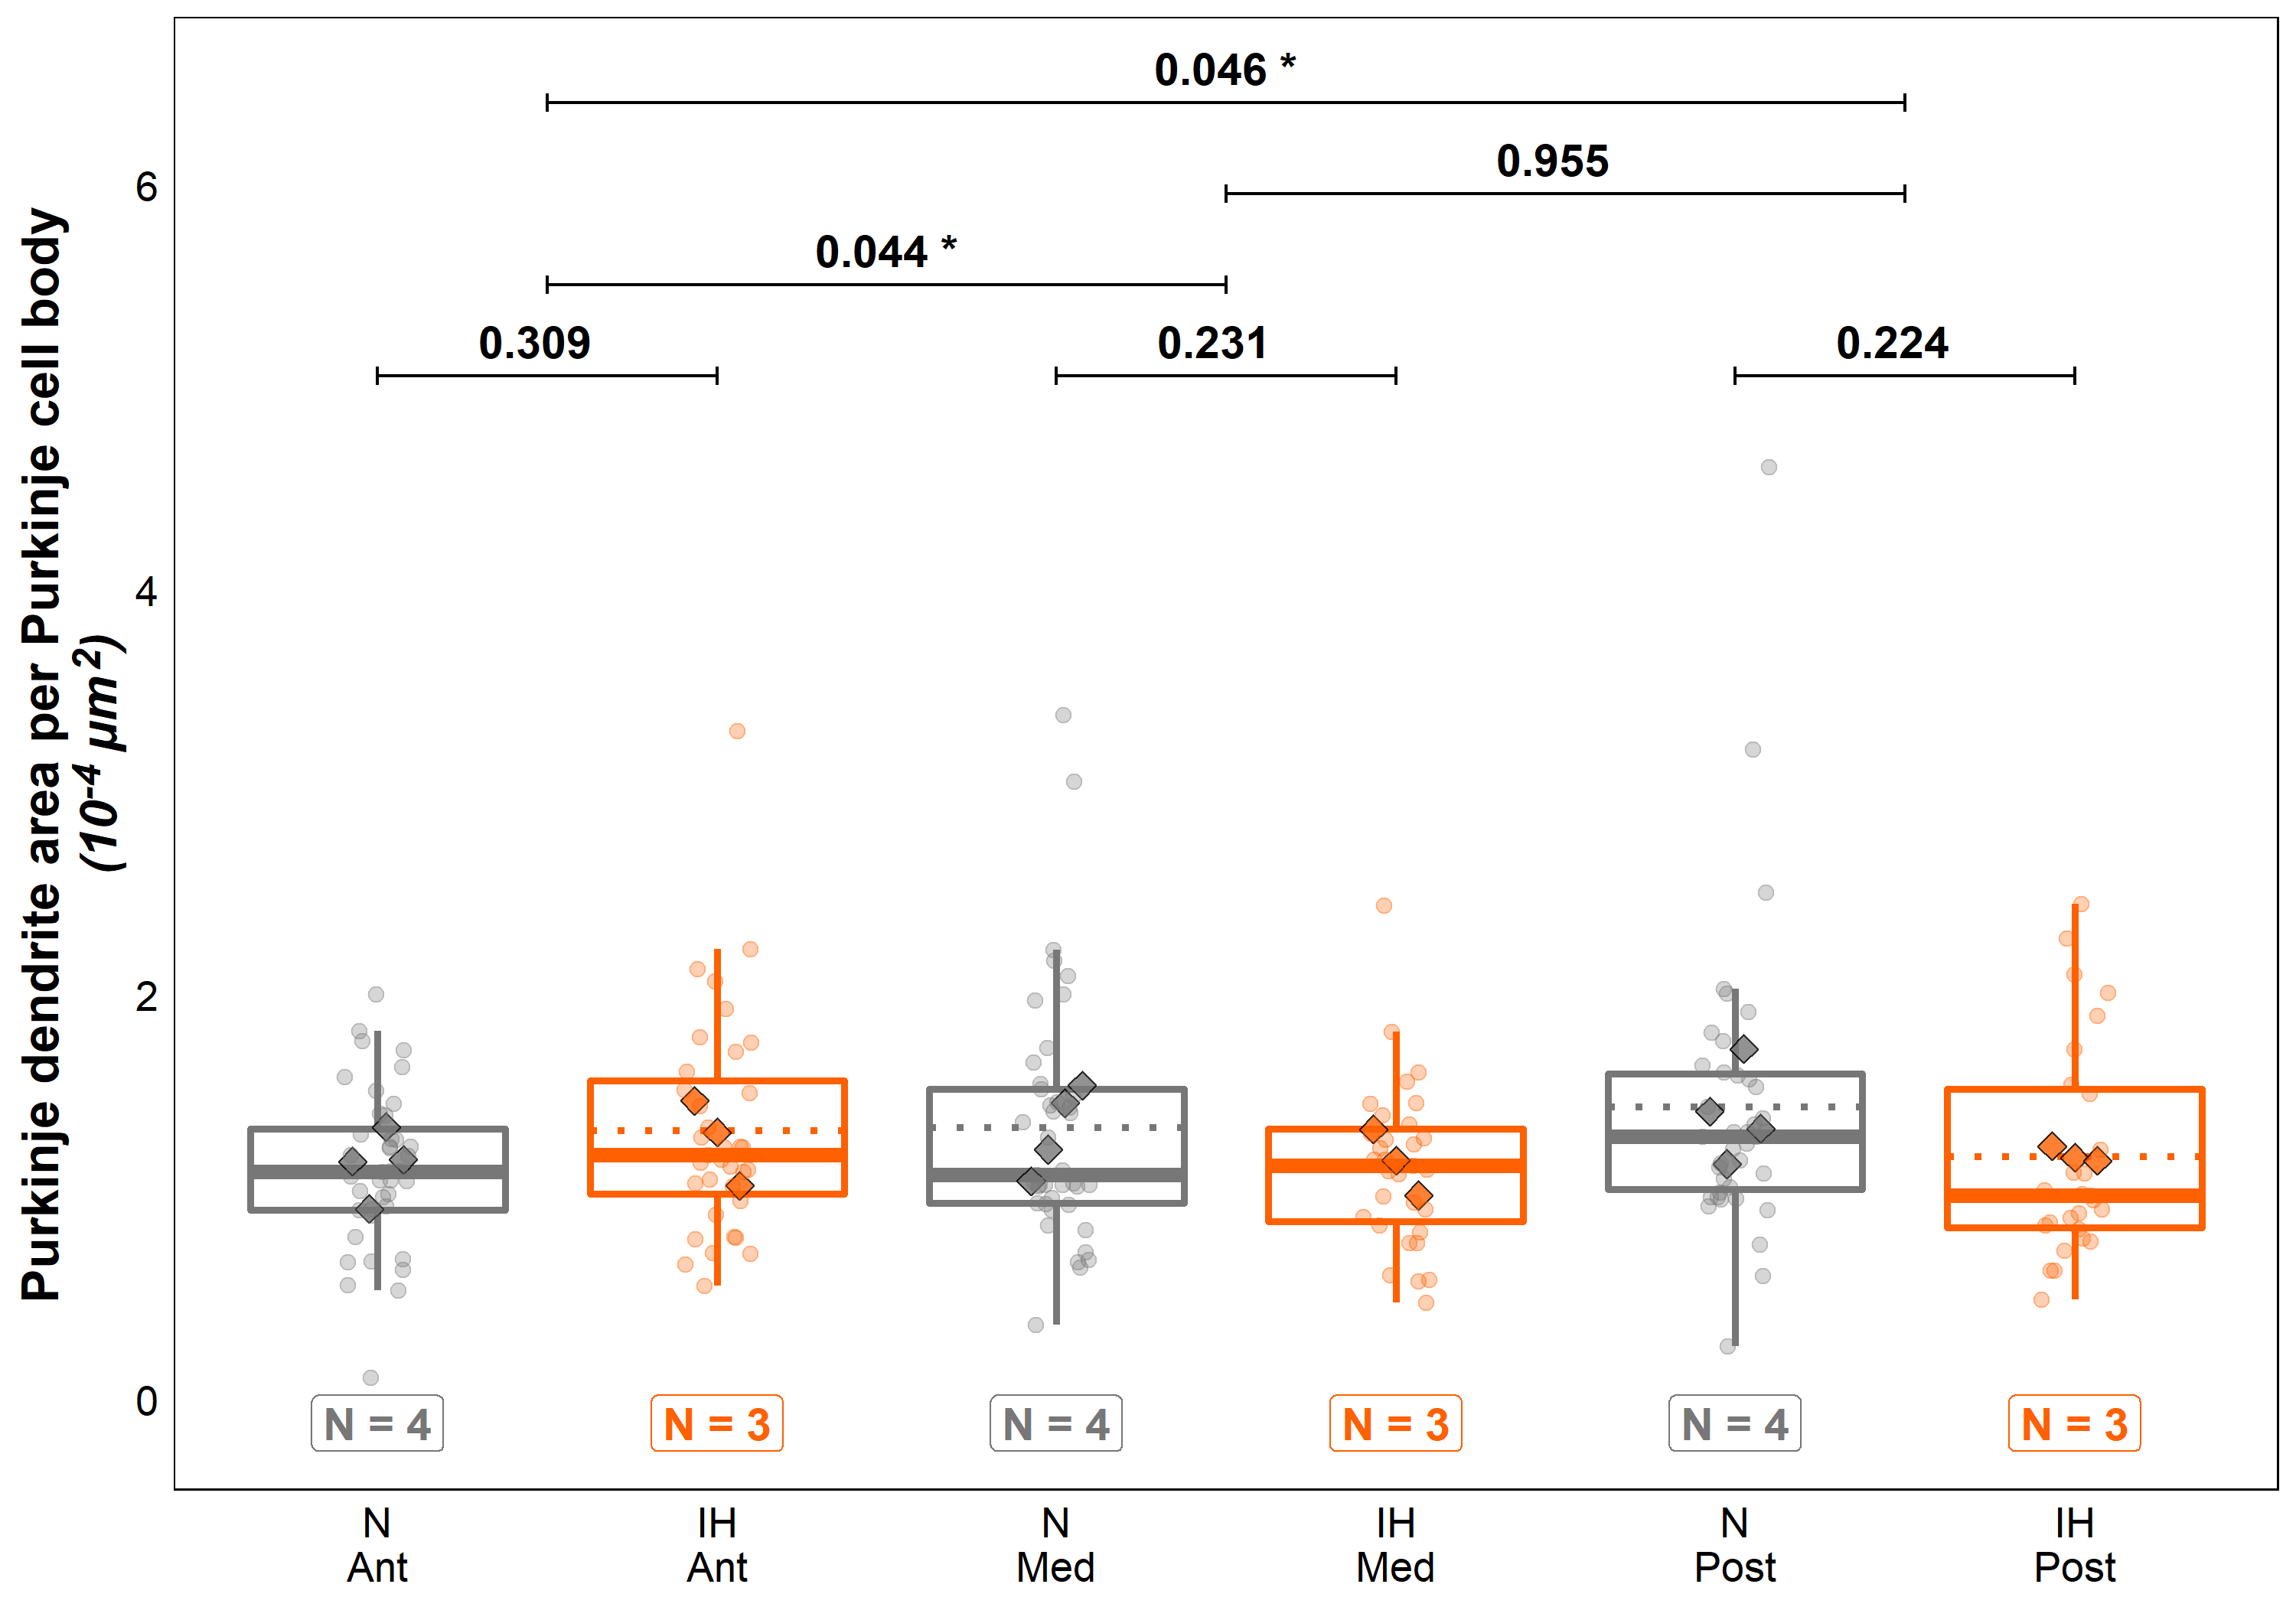 Purkinje dendrite area per Purkinje cell body
(10⁻⁴ µm²)
6
4
2
0
0.046 *
0.955
0.044 *
0.309
0.231
0.224
N = 4
N = 3
N = 4
N = 3
N = 4
N = 3
N
Ant
IH
Ant
N
Med
IH
Med
N
Post
IH
Post